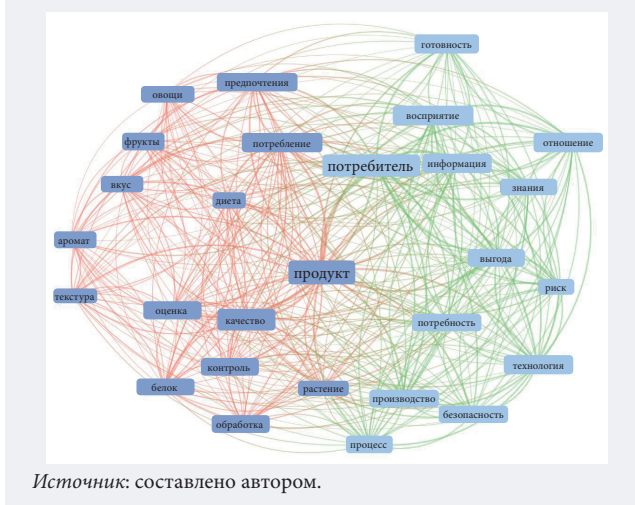 готовность
предпочтения
овощи
восприятие
фрукты
потребление
отношение
потребитель
информация
вкус
знания
диета
аромат
выгода
продукт
риск
текстура
оценка
качество
потребность
контроль
технология
белок
растение
производство
безопасность
обработка
процесс
Источник: составлено автором.